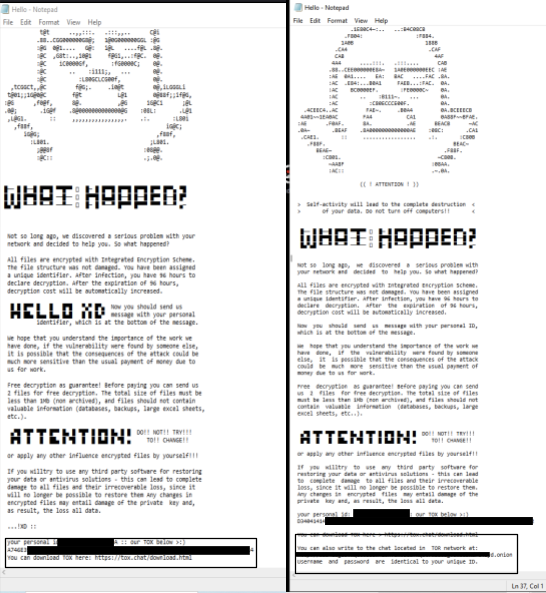 Hello - Notepad
File Edit Format View Help
WHAT HAPPEN?
Not so long ago, we discovered a serious problem with your
network and decided to help you. So what happened?
All files are encrypted with Integrated Encryption Scheme.
The file structure was not damaged. You have been assigned
a unique identifier. After infection, you have 96 hours to
declare decryption. After the expiration of 96 hours,
decryption cost will be automatically increased.
HELLO XD Now you should send us
message with your personal
identifier, which is at the bottom of the message.
We hope that you understand the importance of the work we
have done, if the vulnerability were found by someone else,
it is possible that the consequences of the attack could be
much more sensitive than the usual payment of money due to
us for work.
Free decryption as guarantee! Before paying you can send us
2 files for free decryption. The total size of files must
be less than 1Mb (non archived), and files should not contain
valuable information (databases, backups, large excel sheets,
etc.).
ATTENTION! DO!! NOT!! TRY!!!
TO!! CHANGE!!
or apply any other influence encrypted files by yourself!!!
If you willtry to use any third party software for restoring
your data or antivirus solutions - this can lead to
complete damage to all files and their irrecoverable loss, since it
will no longer be possible to restore them Any changes in
encrypted files may entail damage of the private key and,
as result, the loss all data.
...!XD ::
your personal id :: our TOX below >:)
You can download TOX here: https://tox.chat/download.html
Hello - Notepad
File Edit Format View Help
(( ! ATTENTION ! ))
> Self-activity will lead to the complete destruction <
> of your data. Do not turn off computers!! <
WHAT HAPPEN?
Not so long ago, we discovered a serious problem with
your network and decided to help you. So what happened?
All files are encrypted with Integrated Encryption Scheme.
The file structure was not damaged. You have been assigned
a unique identifier. After infection, you have 96 hours to
declare decryption. After the expiration of 96 hours,
decryption cost will be automatically increased.
Now you should send us message with your personal ID,
which is at the bottom of the message.
We hope that you understand the importance of the work we
have done, if the vulnerability were found by someone
else, it is possible that the consequences of the attack
could be much more sensitive than the usual payment of
money due to us for work.
Free decryption as guarantee! Before paying you can send
us 2 files for free decryption. The total size of files
must be less than 1Mb (non archived), and files should not
contain valuable information (databases, backups, large
excel sheets, etc..).
ATTENTION! DO!! NOT!! TRY!!!
TO!! CHANGE!!
or apply any other influence encrypted files by yourself!!!
If you willtry to use any third party software for
restoring your data or antivirus solutions - this can lead
to complete damage to all files and their irrecoverable
loss, since it will no longer be possible to restore them.
Any changes in encrypted files may entail damage of the
private key and, as result, the loss all data.
your personal id: : our TOX below >:)
You can download TOX here > https://tox.chat/download.html
You can also write to the chat located in TOR network at:
d.onion
Username and password are identical to your unique ID.
Ln 37, Col 1